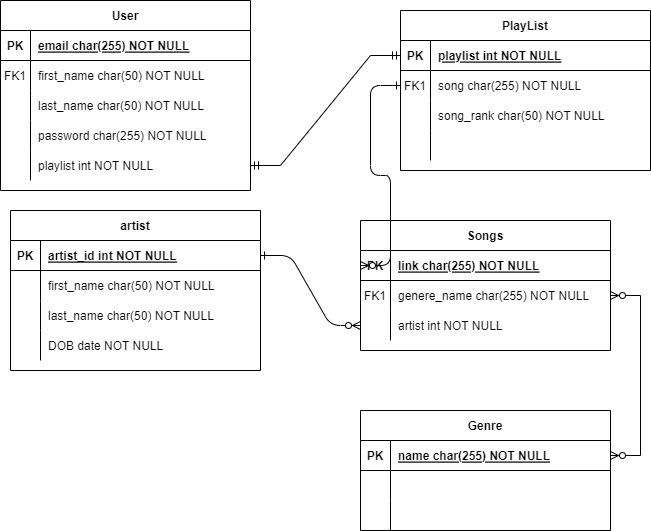 User
PK email char(255) NOT NULL
FK1 first_name char(50) NOT NULL
last_name char(50) NOT NULL
password char(255) NOT NULL
playlist int NOT NULL
PlayList
PK playlist int NOT NULL
FK1 song char(255) NOT NULL
song_rank char(50) NOT NULL
artist
PK artist_id int NOT NULL
first_name char(50) NOT NULL
last_name char(50) NOT NULL
DOB date NOT NULL
Songs
PK link char(255) NOT NULL
FK1 genere_name char(255) NOT NULL
artist int NOT NULL
Genre
PK name char(255) NOT NULL